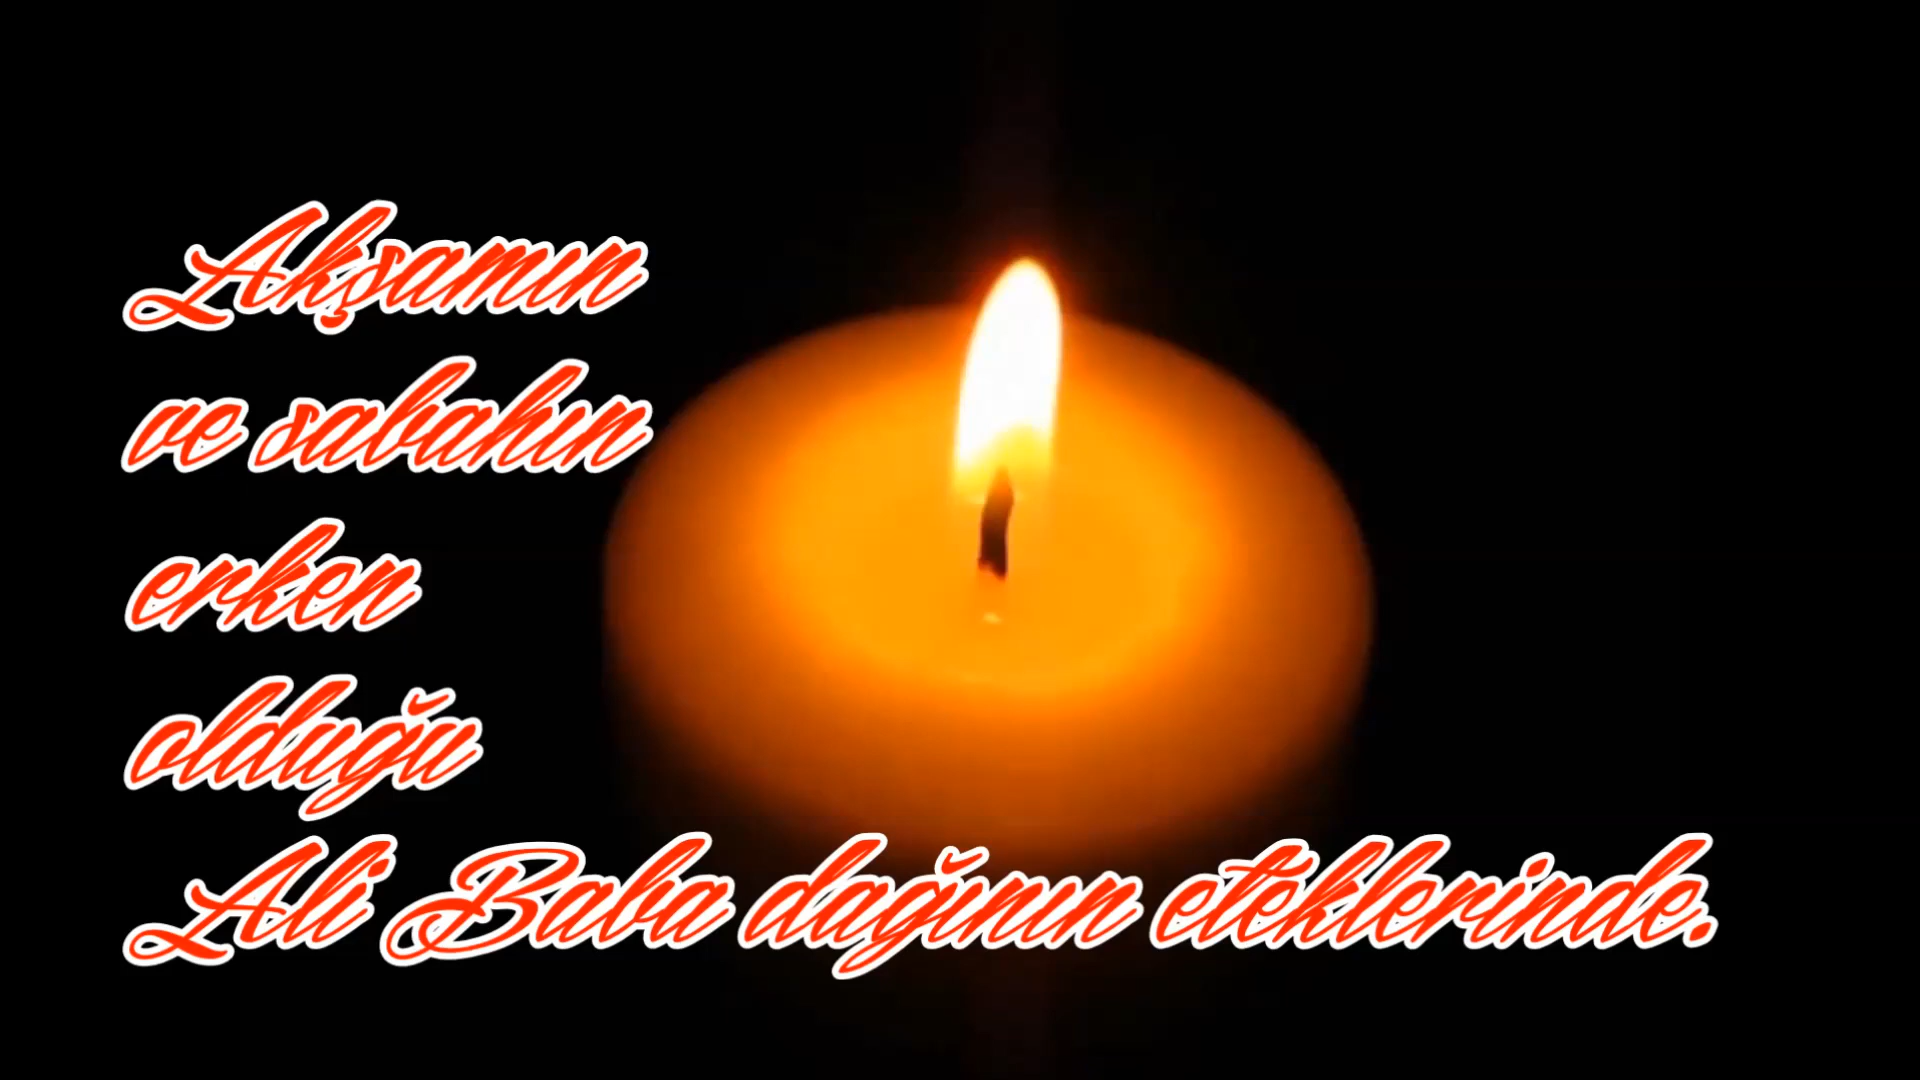 Akşamın
ve sabahın
erken
olduğu
Ali Baba dağının eteklerinde.